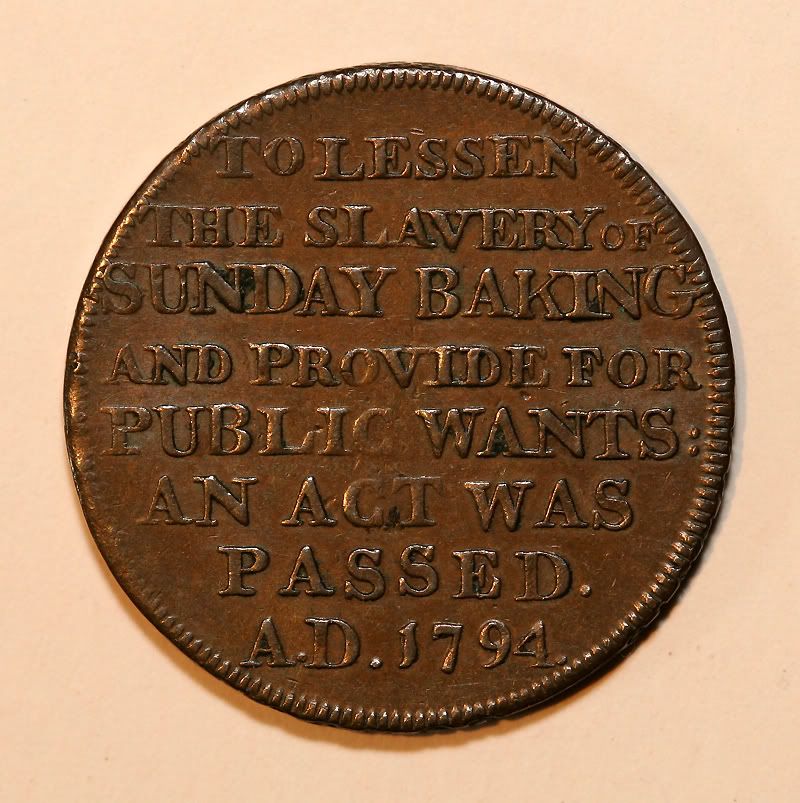 TO LESSEN
THE SLAVERY OF
SUNDAY BAKING
AND PROVIDE FOR
PUBLIC WANTS:
AN ACT WAS
PASSED.
A.D. 1794.